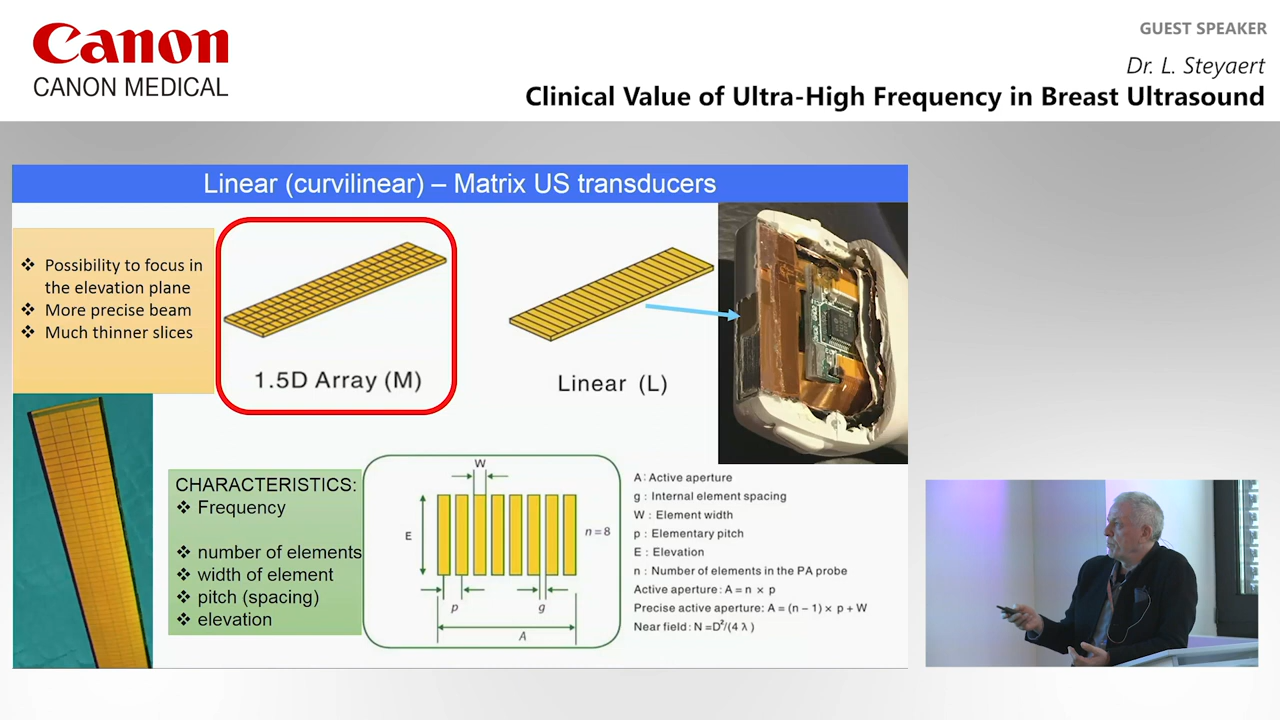 Canon
CANON MEDICAL
GUEST SPEAKER
Dr. L. Steyaert
Clinical Value of Ultra-High Frequency in Breast Ultrasound
Linear (curvilinear) – Matrix US transducers
❖ Possibility to focus in
the elevation plane
❖ More precise beam
❖ Much thinner slices
1.5D Array (M)
Linear (L)
CHARACTERISTICS:
❖ Frequency
❖ number of elements
❖ width of element
❖ pitch (spacing)
❖ elevation
W
E
n = 8
p
g
A
A : Active aperture
g : Internal element spacing
W : Element width
p : Elementary pitch
E : Elevation
n : Number of elements in the PA probe
Active aperture : A = n × p
Precise active aperture: A = (n − 1) × p + W
Near field : N =D²/(4 λ )